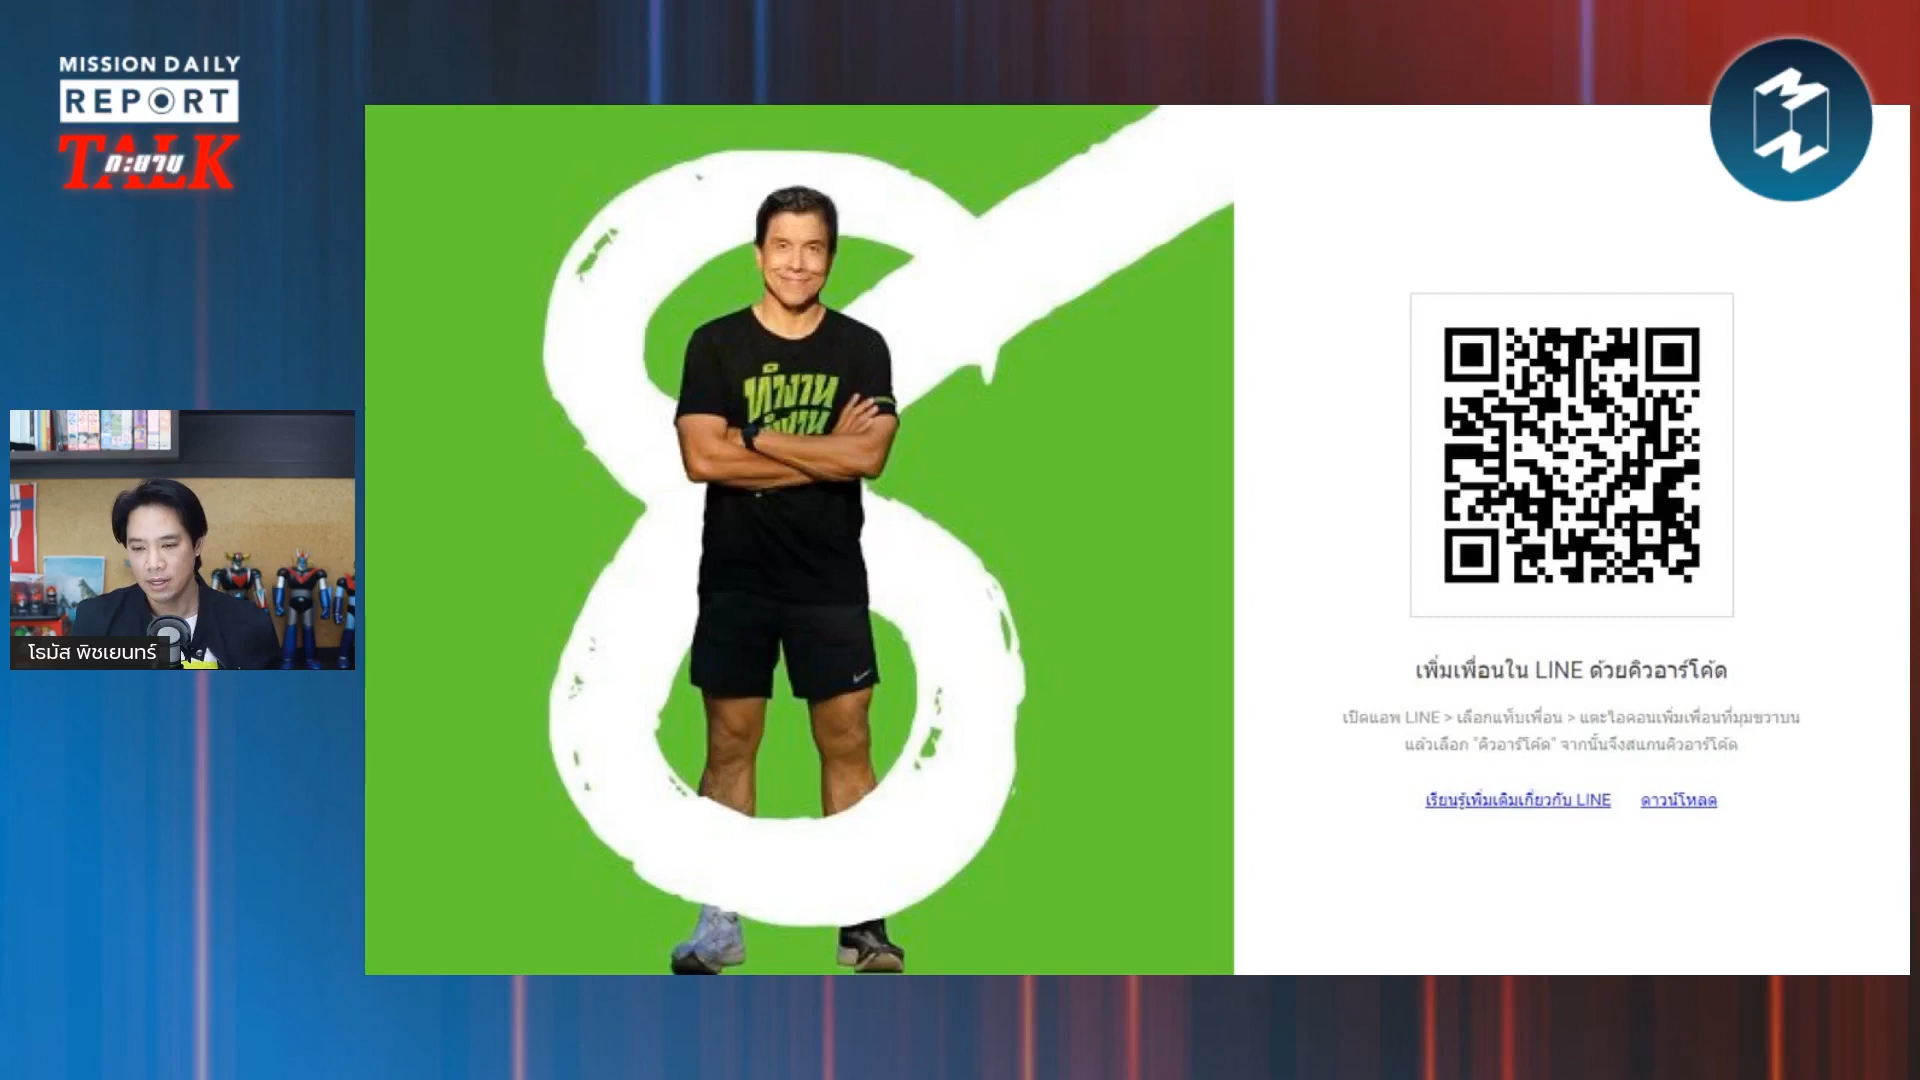 MISSION DAILY
REPORT
TALK
ทะยาน
ทำงาน
โธมัส พิชเยนทร์
เพิ่มเพื่อนใน LINE ด้วยคิวอาร์โค้ด
เปิดแอพ LINE > เลือกแท็บเพื่อน > แตะไอคอนเพิ่มเพื่อนที่มุมขวาบน
แล้วเลือก "คิวอาร์โค้ด" จากนั้นจึงสแกนคิวอาร์โค้ด
เรียนรู้เพิ่มเติมเกี่ยวกับ LINE ดาวน์โหลด